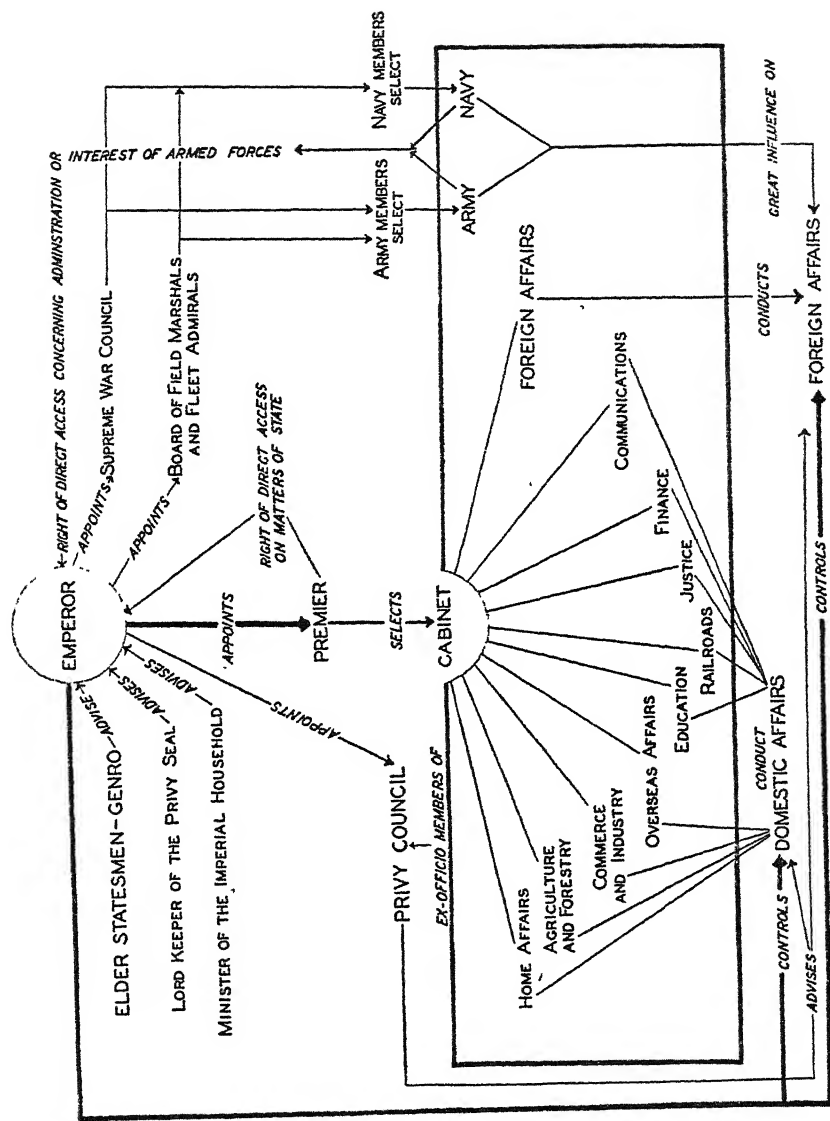 EMPEROR
ELDER STATESMEN-GENRO
ADVISE
LORD KEEPER OF THE PRIVY SEAL
ADVISES
MINISTER OF THE IMPERIAL HOUSEHOLD
ADVISES
RIGHT OF DIRECT ACCESS CONCERNING ADMINSTRATION OR
INTEREST OF ARMED FORCES
APPOINTS
SUPREME WAR COUNCIL
APPOINTS
BOARD OF FIELD MARSHALS
AND FLEET ADMIRALS
APPOINTS
RIGHT OF DIRECT ACCESS
ON MATTERS OF STATE
APPOINTS
PREMIER
PRIVY COUNCIL
SELECTS
ARMY MEMBERS
SELECT
NAVY MEMBERS
SELECT
EX-OFFICIO MEMBERS OF
CABINET
ARMY
NAVY
HOME AFFAIRS
AGRICULTURE
AND FORESTRY
COMMERCE
AND INDUSTRY
OVERSEAS AFFAIRS
EDUCATION
RAILROADS
JUSTICE
FINANCE
COMMUNICATIONS
FOREIGN AFFAIRS
CONDUCT
CONDUCTS
GREAT INFLUENCE ON
CONTROLS
DOMESTIC AFFAIRS
ADVISES
CONTROLS
FOREIGN AFFAIRS